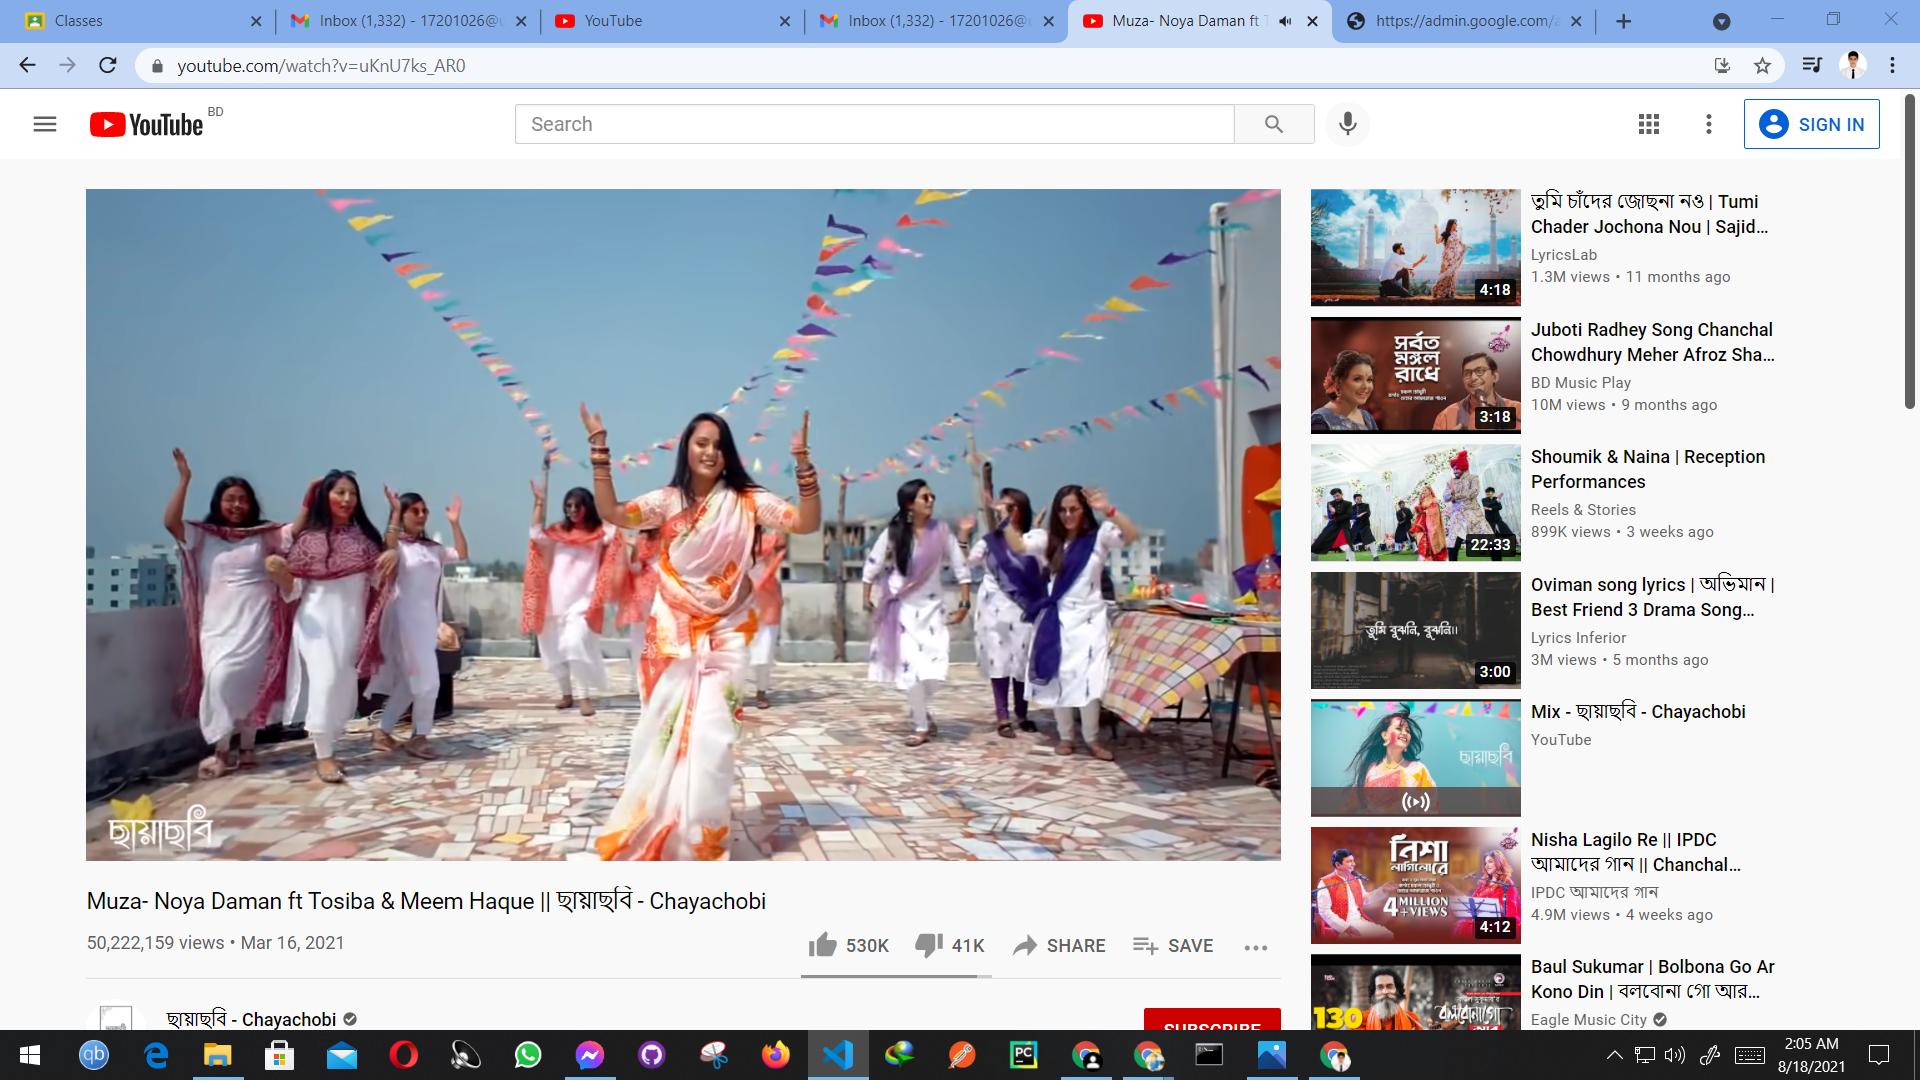 Classes
Inbox (1,332) - 17201026@
YouTube
Inbox (1,332) - 17201026@
Muza- Noya Daman ft
https://admin.google.com/
youtube.com/watch?v=uKnU7ks_AR0
YouTube BD
Search
SIGN IN
ছায়াছবি
Muza- Noya Daman ft Tosiba & Meem Haque || ছায়াছবি - Chayachobi
50,222,159 views • Mar 16, 2021
530K
41K
SHARE
SAVE
ছায়াছবি - Chayachobi
SUBSCRIBE
4:18
তুমি চাঁদের জোছনা নও | Tumi
Chader Jochona Nou | Sajid...
LyricsLab
1.3M views • 11 months ago
সর্বত
মঙ্গল
রাধে
3:18
Juboti Radhey Song Chanchal
Chowdhury Meher Afroz Sha...
BD Music Play
10M views • 9 months ago
22:33
Shoumik & Naina | Reception
Performances
Reels & Stories
899K views • 3 weeks ago
তুমি বুঝনি, বুঝনি।।
3:00
Oviman song lyrics | অভিমান |
Best Friend 3 Drama Song...
Lyrics Inferior
3M views • 5 months ago
ছায়াছবি
Mix - ছায়াছবি - Chayachobi
YouTube
নিশা
লাগিলোরে
4 MILLION
+VIEWS
4:12
Nisha Lagilo Re || IPDC
আমাদের গান || Chanchal...
IPDC আমাদের গান
4.9M views • 4 weeks ago
130
বলবোনাগো
আর
Baul Sukumar | Bolbona Go Ar
Kono Din | বলবোনা গো আর...
Eagle Music City
qb
PC
2:05 AM
8/18/2021